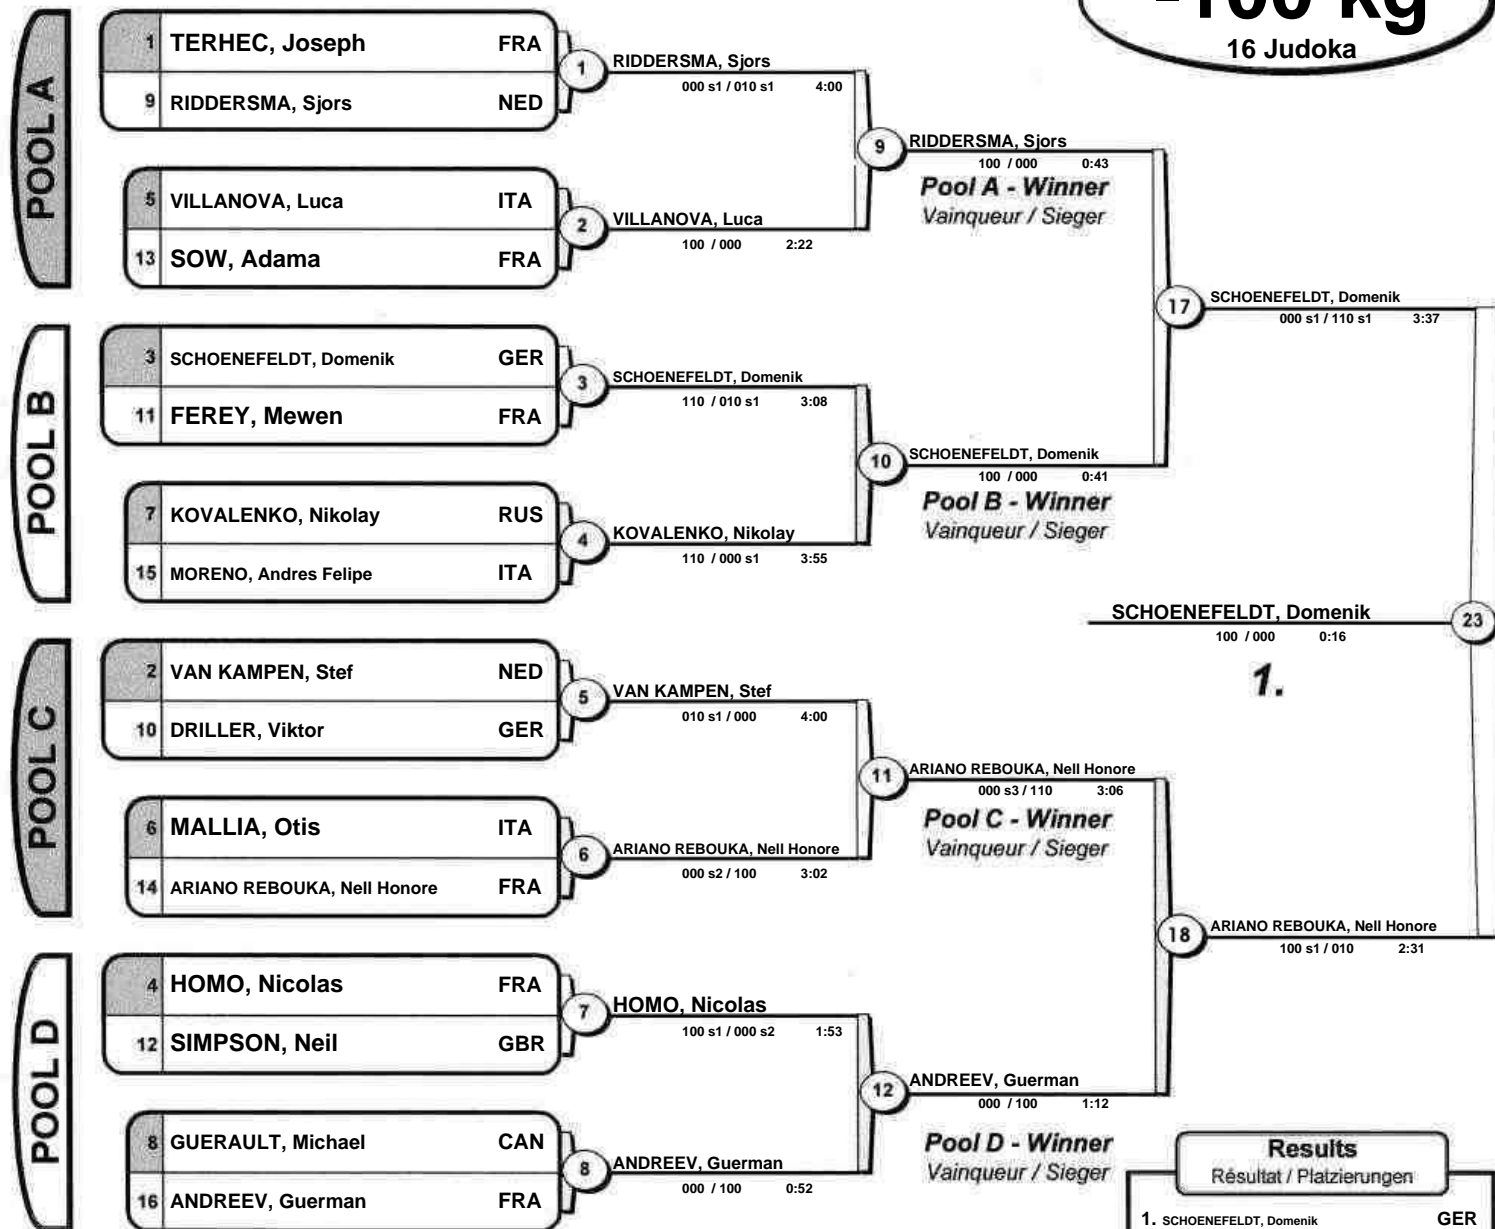 -100 kg
16 Judoka
POOL A
1 TERHEC, Joseph FRA
9 RIDDERSMA, Sjors NED
1
RIDDERSMA, Sjors
000 s1 / 010 s1 4:00
5 VILLANOVA, Luca ITA
13 SOW, Adama FRA
2
VILLANOVA, Luca
100 / 000 2:22
9
RIDDERSMA, Sjors
100 / 000 0:43
Pool A - Winner
Vainqueur / Sieger
POOL B
3 SCHOENEFELDT, Domenik GER
11 FEREY, Mewen FRA
3
SCHOENEFELDT, Domenik
110 / 010 s1 3:08
7 KOVALENKO, Nikolay RUS
15 MORENO, Andres Felipe ITA
4
KOVALENKO, Nikolay
110 / 000 s1 3:55
10
SCHOENEFELDT, Domenik
100 / 000 0:41
Pool B - Winner
Vainqueur / Sieger
17
SCHOENEFELDT, Domenik
000 s1 / 110 s1 3:37
SCHOENEFELDT, Domenik
100 / 000 0:16
23
1.
POOL C
2 VAN KAMPEN, Stef NED
10 DRILLER, Viktor GER
5
VAN KAMPEN, Stef
010 s1 / 000 4:00
6 MALLIA, Otis ITA
14 ARIANO REBOUKA, Nell Honore FRA
6
ARIANO REBOUKA, Nell Honore
000 s2 / 100 3:02
11
ARIANO REBOUKA, Nell Honore
000 s3 / 110 3:06
Pool C - Winner
Vainqueur / Sieger
POOL D
4 HOMO, Nicolas FRA
12 SIMPSON, Neil GBR
7
HOMO, Nicolas
100 s1 / 000 s2 1:53
8 GUERAULT, Michael CAN
16 ANDREEV, Guerman FRA
8
ANDREEV, Guerman
000 / 100 0:52
12
ANDREEV, Guerman
000 / 100 1:12
Pool D - Winner
Vainqueur / Sieger
18
ARIANO REBOUKA, Nell Honore
100 s1 / 010 2:31
Results
Résultat / Platzierungen
1. SCHOENEFELDT, Domenik GER